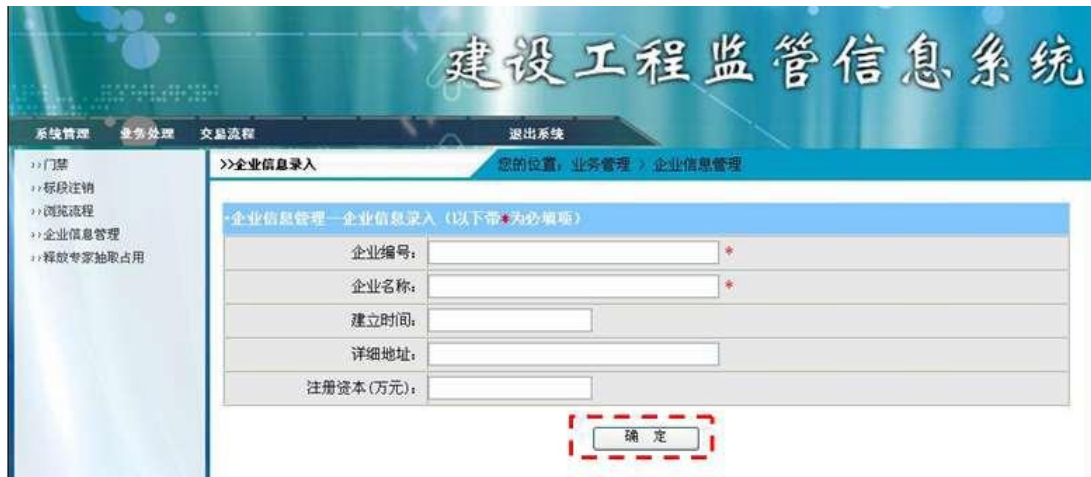 建设工程监管信息系统
系统管理 业务处理 交易流程 退出系统
>>门禁
>>标段注销
>>浏览流程
>>企业信息管理
>>释放专家抽取占用
>>企业信息录入
您的位置：业务管理 > 企业信息管理
·企业信息管理—企业信息录入（以下带*为必填项）
企业编号： *
企业名称： *
建立时间：
详细地址：
注册资本(万元)：
确 定